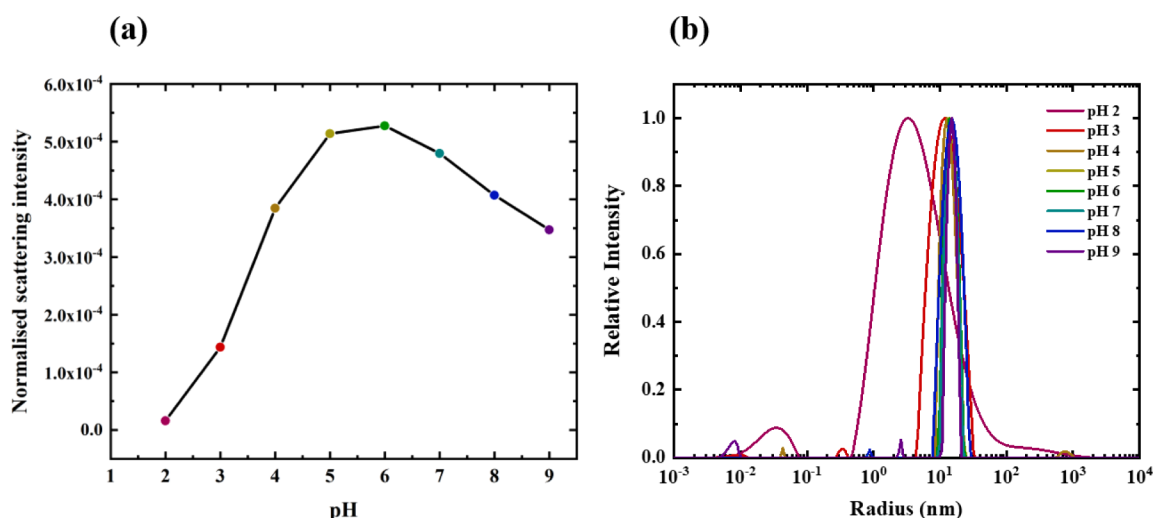 (a)
Normalised scattering intensity
6.0x10⁻⁴
5.0x10⁻⁴
4.0x10⁻⁴
3.0x10⁻⁴
2.0x10⁻⁴
1.0x10⁻⁴
0.0
1 2 3 4 5 6 7 8 9
pH
(b)
Relative Intensity
1.0
0.8
0.6
0.4
0.2
0.0
pH 2
pH 3
pH 4
pH 5
pH 6
pH 7
pH 8
pH 9
10⁻³ 10⁻² 10⁻¹ 10⁰ 10¹ 10² 10³ 10⁴
Radius (nm)